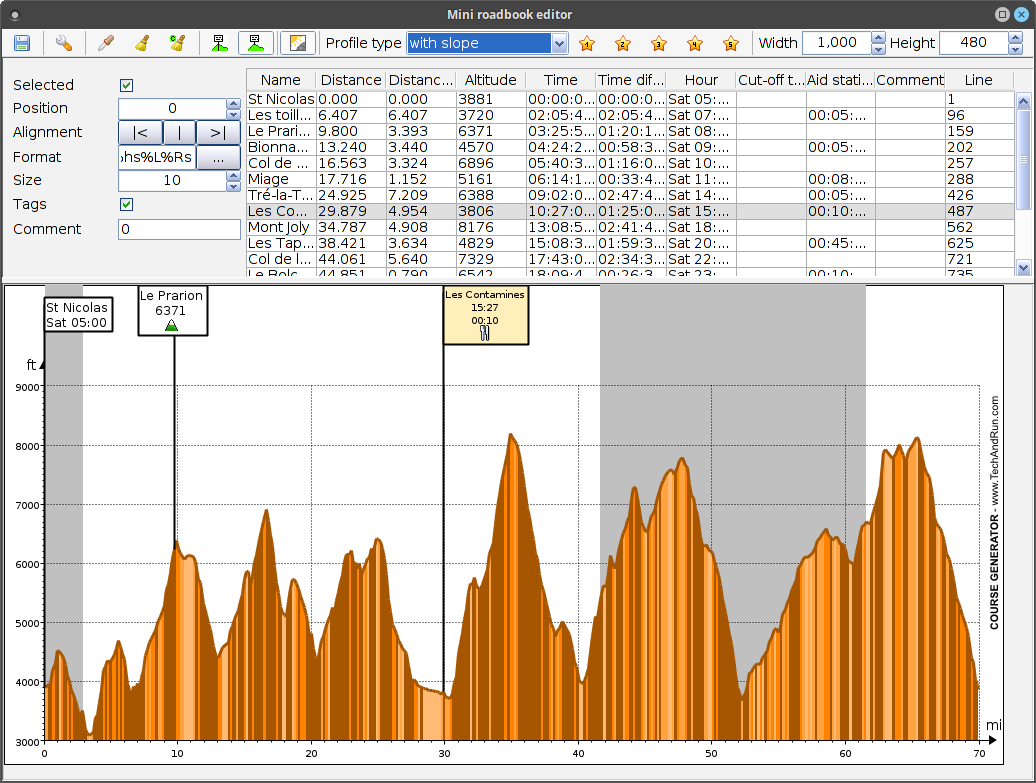 Mini roadbook editor
Profile type with slope 1 2 3 4 5 Width 1,000 Height 480
Selected
Position 0
Alignment |< | >|
Format hs%L%Rs ...
Size 10
Tags
Comment 0
Name Distance Distanc... Altitude Time Time dif... Hour Cut-off t... Aid stati... Comment Line
St Nicolas 0.000 0.000 3881 00:00:0... 00:00:0... Sat 05:... 1
Les toill... 6.407 6.407 3720 02:05:4... 02:05:4... Sat 07:... 00:05:... 96
Le Prari... 9.800 3.393 6371 03:25:5... 01:20:1... Sat 08:... 159
Bionna... 13.240 3.440 4570 04:24:2... 00:58:3... Sat 09:... 00:05:... 202
Col de ... 16.563 3.324 6896 05:40:3... 01:16:0... Sat 10:... 257
Miage 17.716 1.152 5161 06:14:1... 00:33:4... Sat 11:... 00:08:... 288
Tré-la-T... 24.925 7.209 6388 09:02:0... 02:47:4... Sat 14:... 00:05:... 426
Les Co... 29.879 4.954 3806 10:27:0... 01:25:0... Sat 15:... 00:10:... 487
Mont Joly 34.787 4.908 8176 13:08:5... 02:41:4... Sat 18:... 562
Les Tap... 38.421 3.634 4829 15:08:3... 01:59:3... Sat 20:... 00:45:... 625
Col de l... 44.061 5.640 7329 17:43:0... 02:34:3... Sat 22:... 721
Le Bolc... 44.851 0.790 6542 18:09:4... 00:26:3... Sat 23:... 00:10:... 735
St Nicolas
Sat 05:00
Le Prarion
6371
Les Contamines
15:27
00:10
ft
9000
8000
7000
6000
5000
4000
3000
0 10 20 30 40 50 60 70
mi
COURSE GENERATOR - www.TechAndRun.com